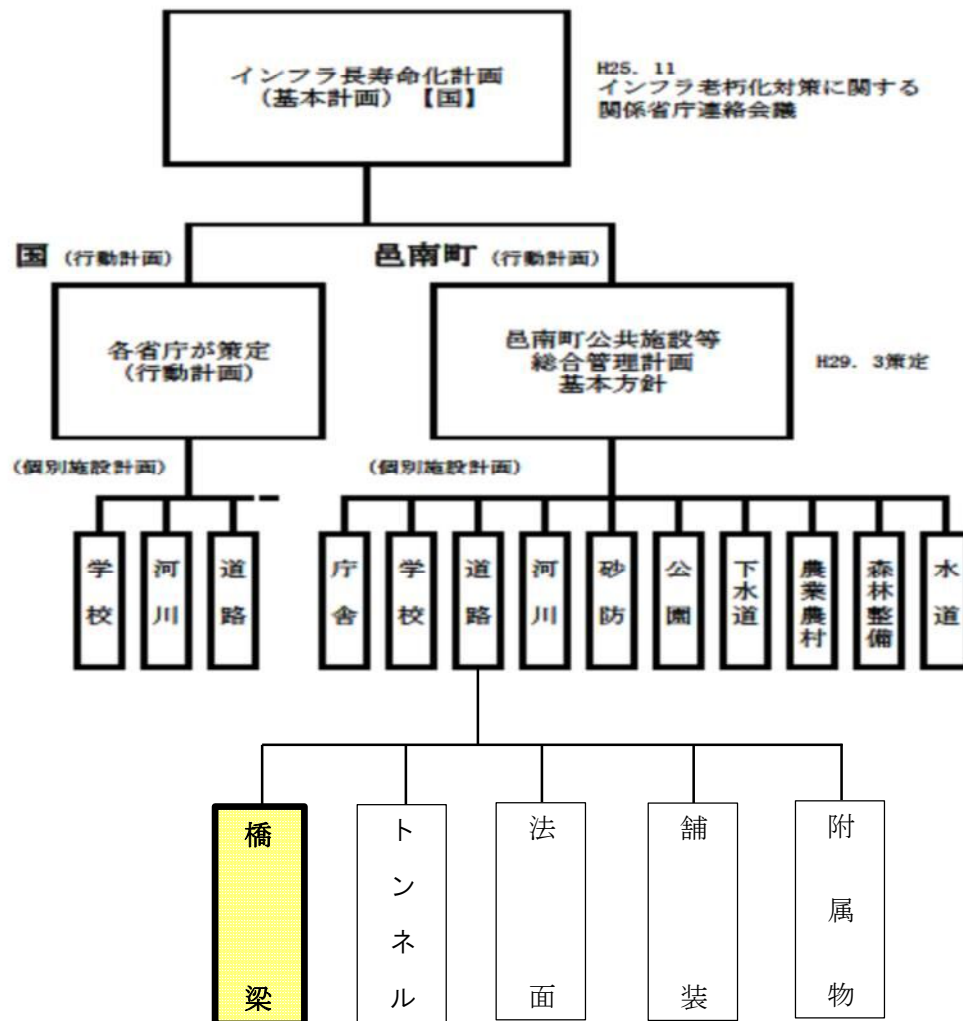 インフラ長寿命化計画
(基本計画) 【国】
H25. 11
インフラ老朽化対策に関する
関係省庁連絡会議
国 (行動計画)
邑南町 (行動計画)
各省庁が策定
(行動計画)
邑南町公共施設等
総合管理計画
基本方針
H29. 3策定
(個別施設計画)
(個別施設計画)
学校
河川
道路
庁舎
学校
道路
河川
砂防
公園
下水道
農業農村
森林整備
水道
橋梁
トンネル
法面
舗装
附属物